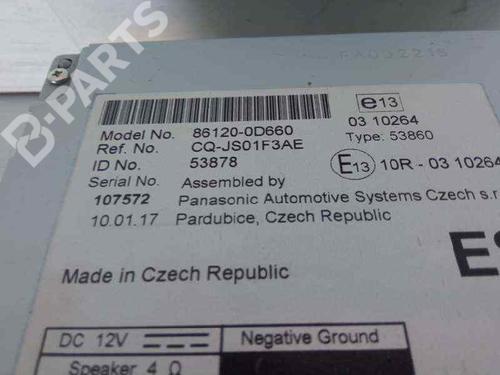 B-PARTS
FA002215
e13
03 10264
Type: 53860
Model No. 86120-0D660
Ref. No. CQ-JS01F3AE
ID No. 53878
E13 10R - 03 10264
Serial No. Assembled by
107572 Panasonic Automotive Systems Czech s.r
10.01.17 Pardubice, Czech Republic
Made in Czech Republic
DC 12V
Negative Ground
Speaker 4 Ω